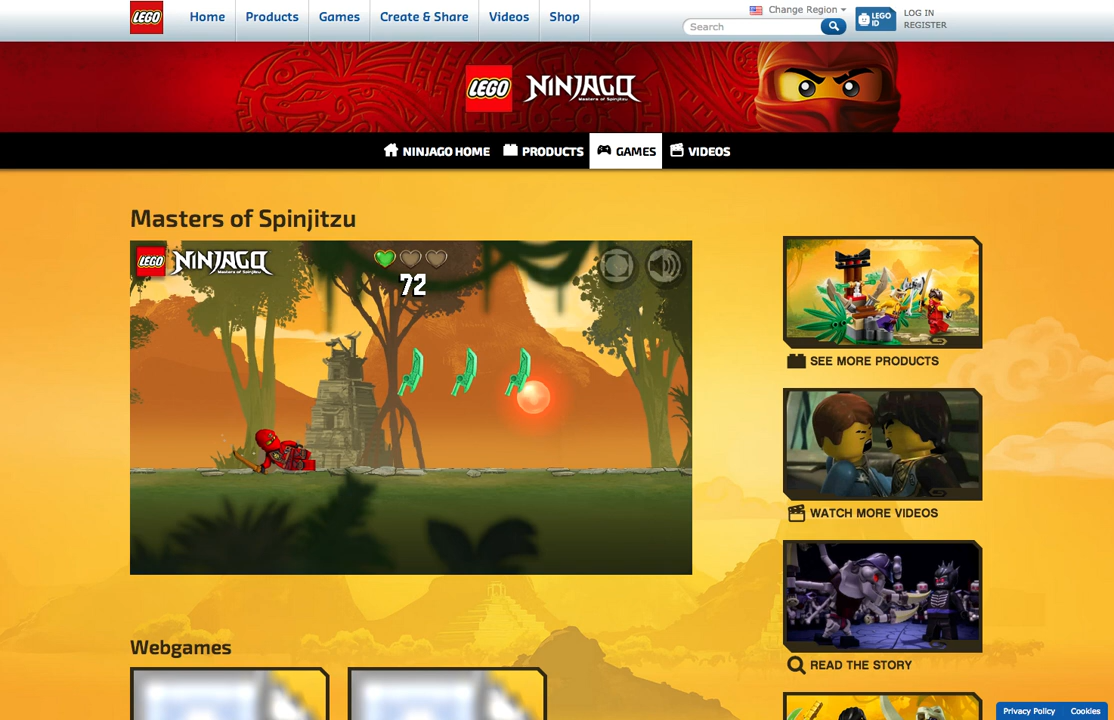 LEGO
Home
Products
Games
Create & Share
Videos
Shop
Change Region
Search
LEGO ID
LOG IN
REGISTER
LEGO NINJAGO
Masters of Spinjitzu
NINJAGO HOME
PRODUCTS
GAMES
VIDEOS
Masters of Spinjitzu
LEGO NINJAGO
Masters of Spinjitzu
72
SEE MORE PRODUCTS
WATCH MORE VIDEOS
READ THE STORY
Webgames
Privacy Policy
Cookies